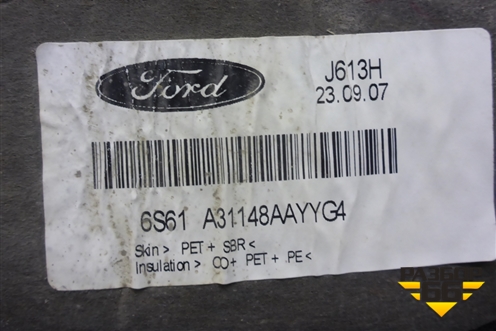 Ford
J613H
23.09.07
6S61 A31148AAYYG4
Skin> PET+ SBR<
Insulation> CO+ PET +PE<